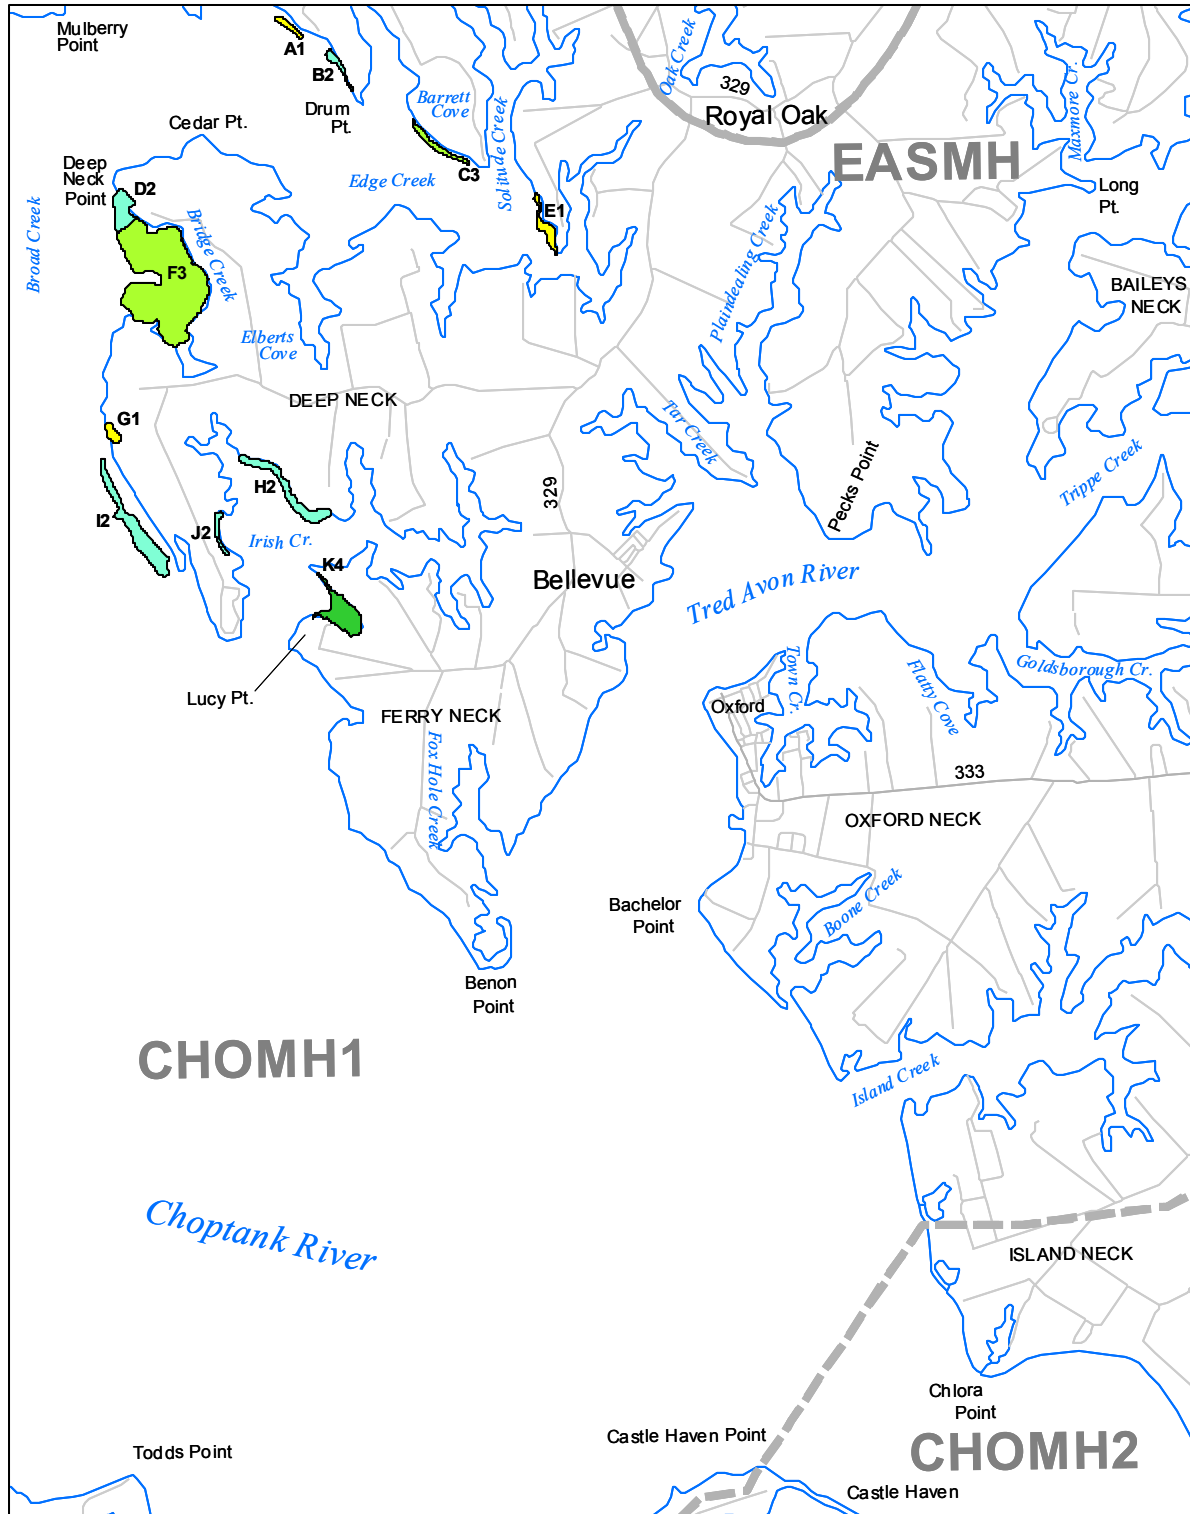 Mulberry
Point
A1
B2
Drum
Pt.
Barrett
Cove
Solitude Creek
Oak Creek
329
Royal Oak
EASMH
Maxmore Cr.
Long
Pt.
Cedar Pt.
Deep
Neck
Point
D2
Edge Creek
C3
E1
Broad Creek
Bridge Creek
F3
Plaindealing Creek
BAILEYS
NECK
Elberts
Cove
DEEP NECK
G1
Tar Creek
Pecks Point
Trippe Creek
H2
329
I2
J2
Irish Cr.
K4
Bellevue
Tred Avon River
Lucy Pt.
Town Cr.
Flatty Cove
Goldsborough Cr.
Oxford
FERRY NECK
Fox Hole Creek
333
OXFORD NECK
Bachelor
Point
Boone Creek
Benon
Point
CHOMH1
Island Creek
Choptank River
ISLAND NECK
Chlora
Point
Todds Point
Castle Haven Point
CHOMH2
Castle Haven